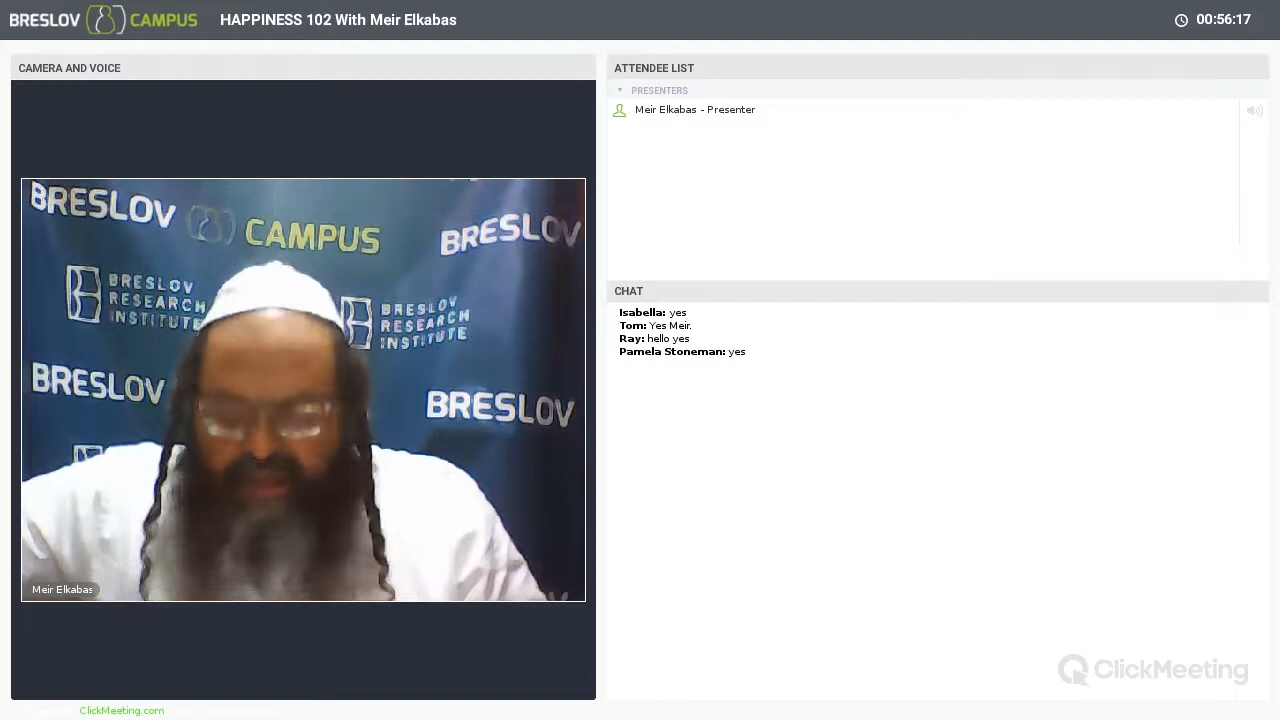 BRESLOV CAMPUS
HAPPINESS 102 With Meir Elkabas
00:56:17
CAMERA AND VOICE
BRESLOV CAMPUS
BRESLOV
BRESLOV
RESEARCH
INSTITUTE
BRESLOV
RESEARCH
INSTITUTE
BRESLOV
BRESLOV
Meir Elkabas
ATTENDEE LIST
PRESENTERS
Meir Elkabas - Presenter
CHAT
Isabella: yes
Tom: Yes Meir.
Ray: hello yes
Pamela Stoneman: yes
ClickMeeting
ClickMeeting.com